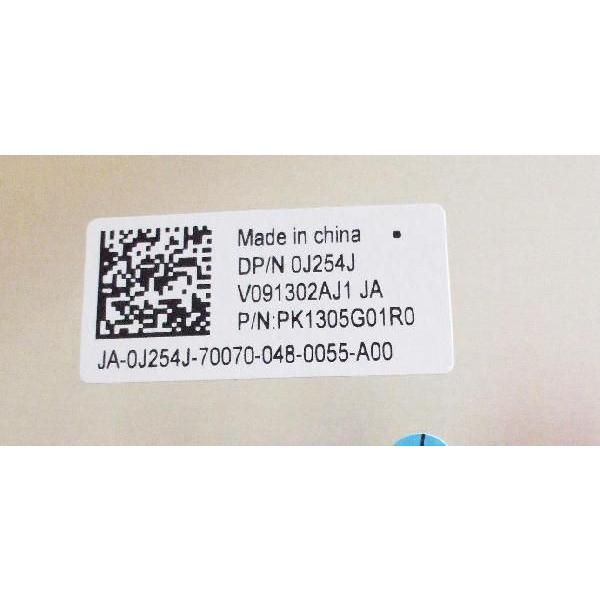 Made in china
DP/N 0J254J
V091302AJ1 JA
P/N:PK1305G01R0
JA-0J254J-70070-048-0055-A00